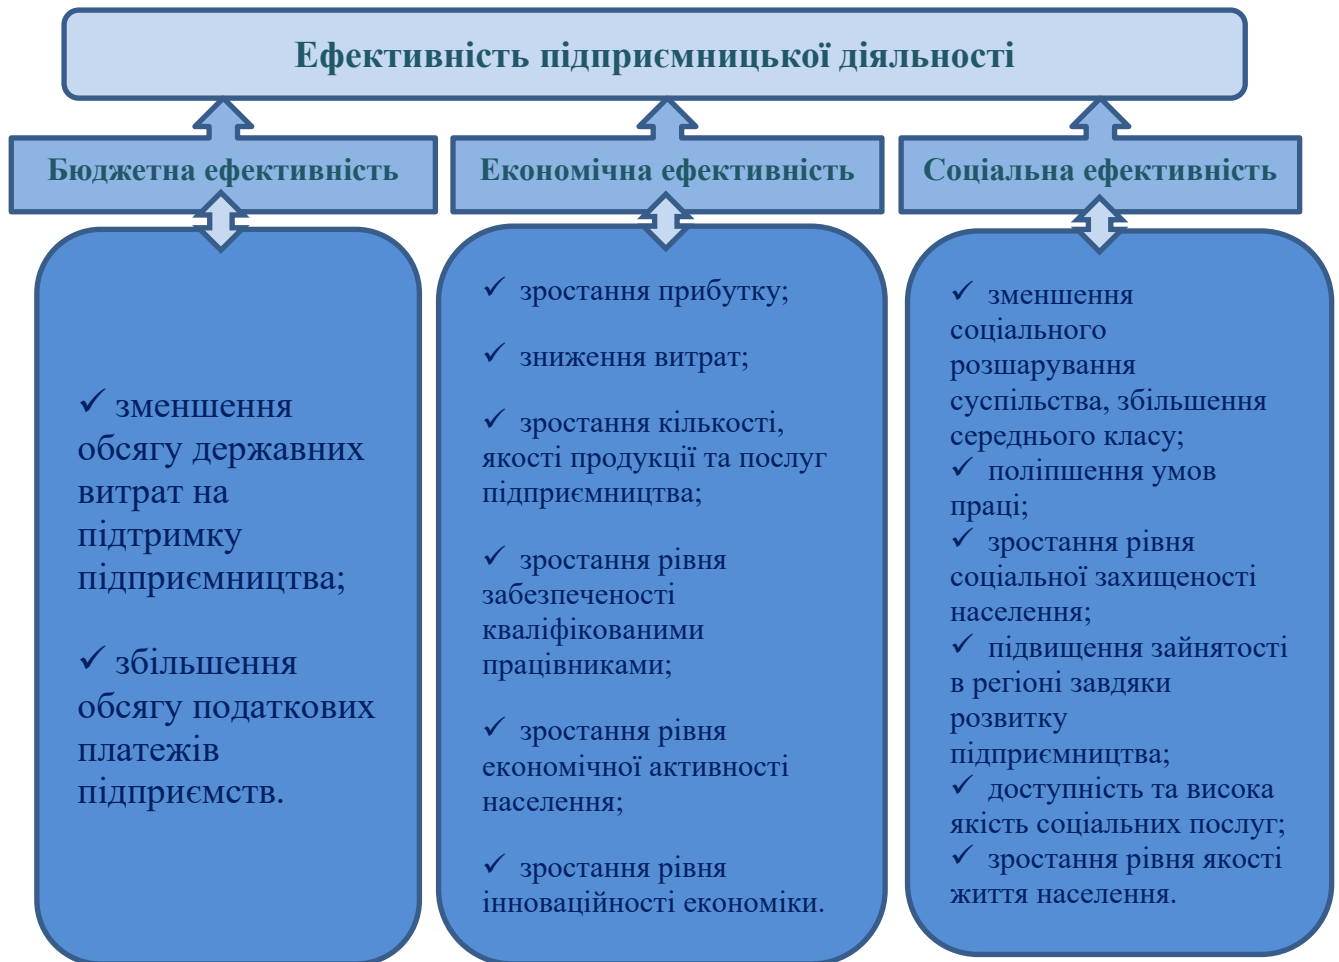 Ефективність підприємницької діяльності
Бюджетна ефективність
✓ зменшення
обсягу державних
витрат на
підтримку
підприємництва;
✓ збільшення
обсягу податкових
платежів
підприємств.
Економічна ефективність
✓ зростання прибутку;
✓ зниження витрат;
✓ зростання кількості,
якості продукції та послуг
підприємництва;
✓ зростання рівня
забезпеченості
кваліфікованими
працівниками;
✓ зростання рівня
економічної активності
населення;
✓ зростання рівня
інноваційності економіки.
Соціальна ефективність
✓ зменшення
соціального
розшарування
суспільства, збільшення
середнього класу;
✓ поліпшення умов
праці;
✓ зростання рівня
соціальної захищеності
населення;
✓ підвищення зайнятості
в регіоні завдяки
розвитку
підприємництва;
✓ доступність та висока
якість соціальних послуг;
✓ зростання рівня якості
життя населення.